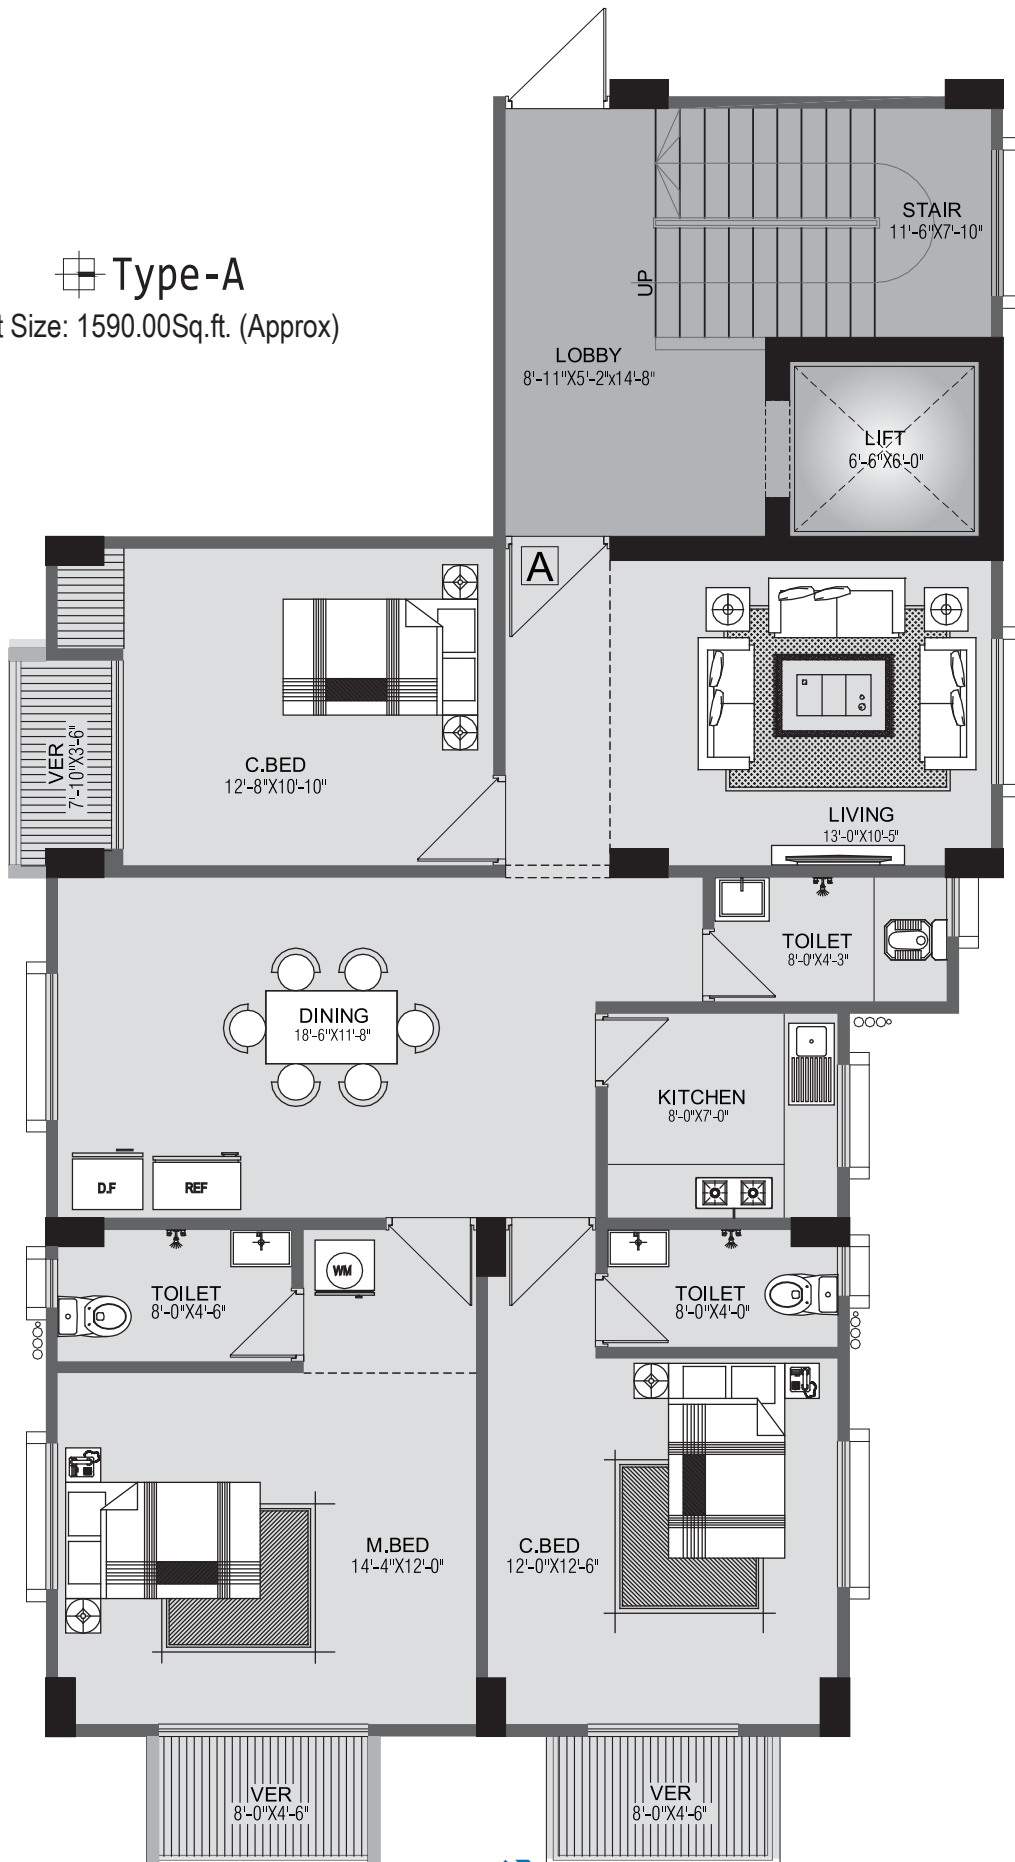 STAIR
11'-6"X7'-10"
Type-A
Size: 1590.00Sq.ft. (Approx)
UP
LOBBY
8'-11"X5'-2"x14'-8"
LIFT
6'-6"X6'-0"
A
VER
7'-10"X3'-6"
C.BED
12'-8"X10'-10"
LIVING
13'-0"X10'-5"
TOILET
8'-0"X4'-3"
DINING
18'-6"X11'-8"
KITCHEN
8'-0"X7'-0"
D.F
REF
TOILET
8'-0"X4'-6"
WM
TOILET
8'-0"X4'-0"
M.BED
14'-4"X12'-0"
C.BED
12'-0"X12'-6"
VER
8'-0"X4'-6"
VER
8'-0"X4'-6"